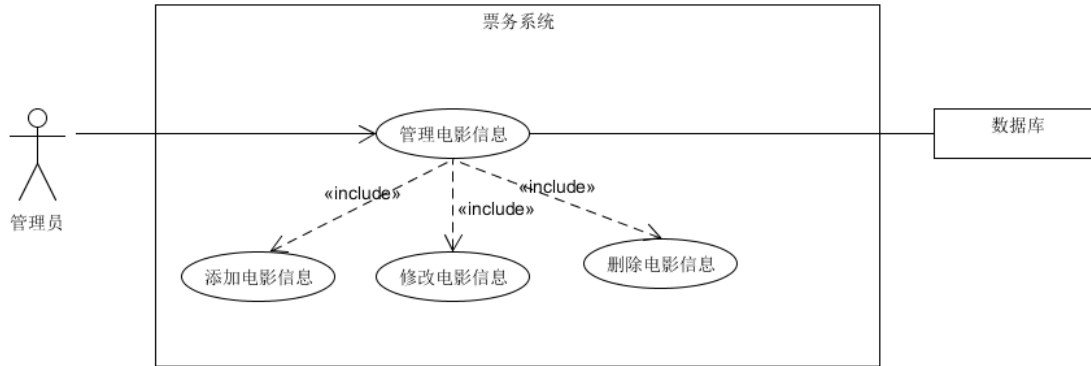 票务系统
管理电影信息
数据库
管理员
«include»
«include»
«include»
添加电影信息
修改电影信息
删除电影信息